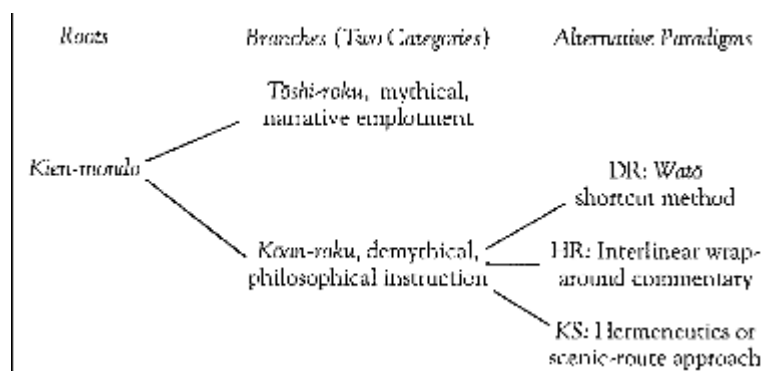 Roots Branches (Two Categories) Alternative Paradigms
Tōshi-roku, mythical,
narrative emplotment
Kien-mondo
DR: Watō
shortcut method
Kōan-roku, demythical,
philosophical instruction
HR: Interlinear wrap-
around commentary
KS: Hermeneutics or
scenic-route approach